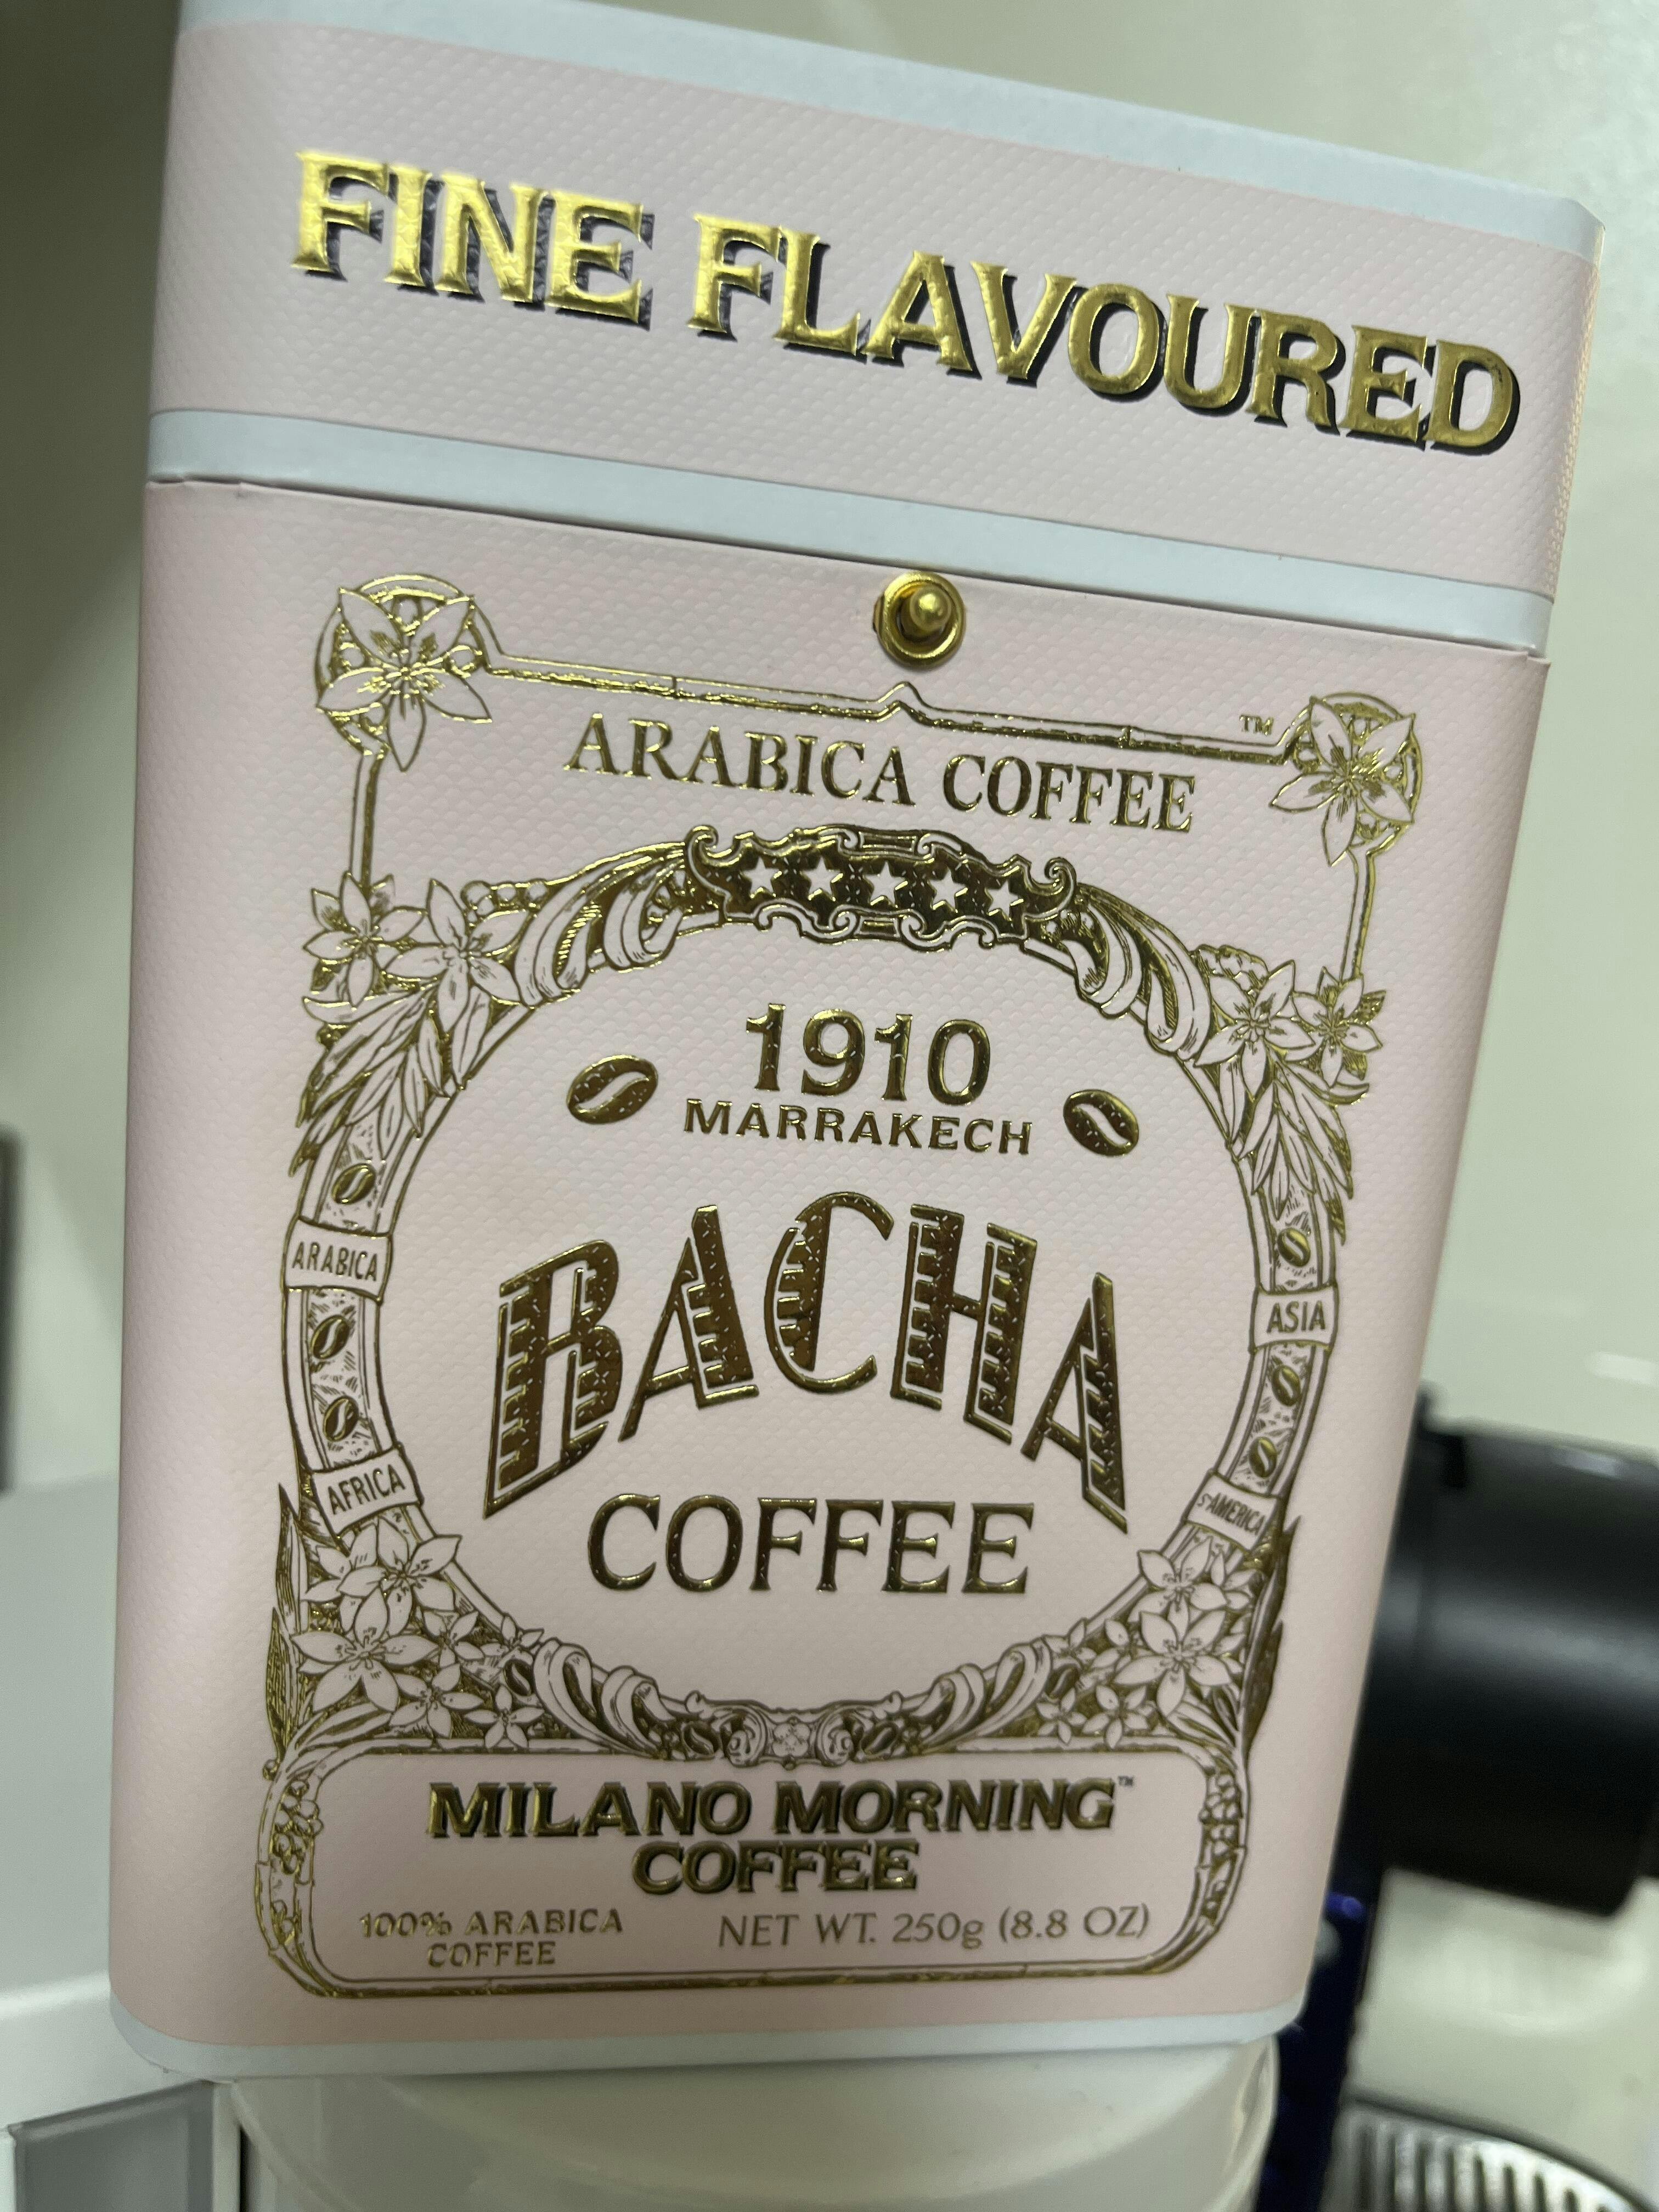 FINE FLAVOURED
™
ARABICA COFFEE
1910
MARRAKECH
BACHA
COFFEE
ARABICA
ASIA
AFRICA
S.AMERICA
MILANO MORNING™
COFFEE
100% ARABICA
COFFEE
NET WT. 250g (8.8 OZ)